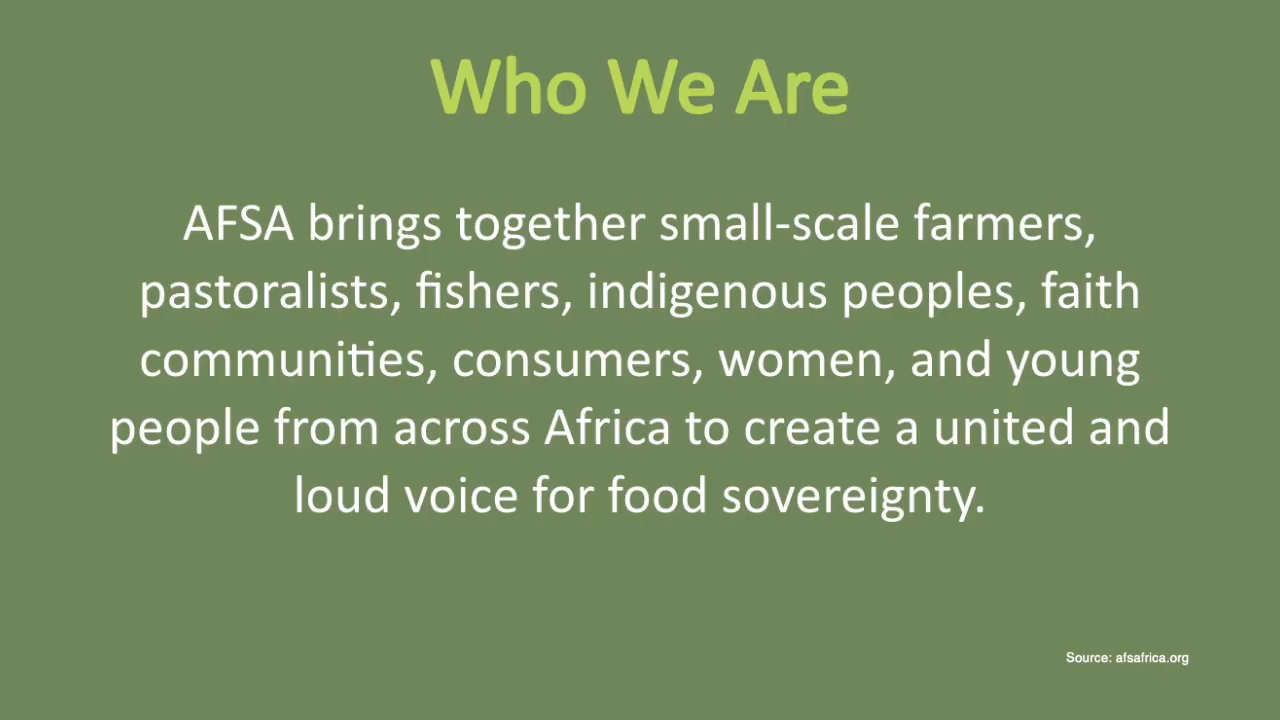 Who We Are
AFSA brings together small-scale farmers,
pastoralists, fishers, indigenous peoples, faith
communities, consumers, women, and young
people from across Africa to create a united and
loud voice for food sovereignty.
Source: afsafrica.org